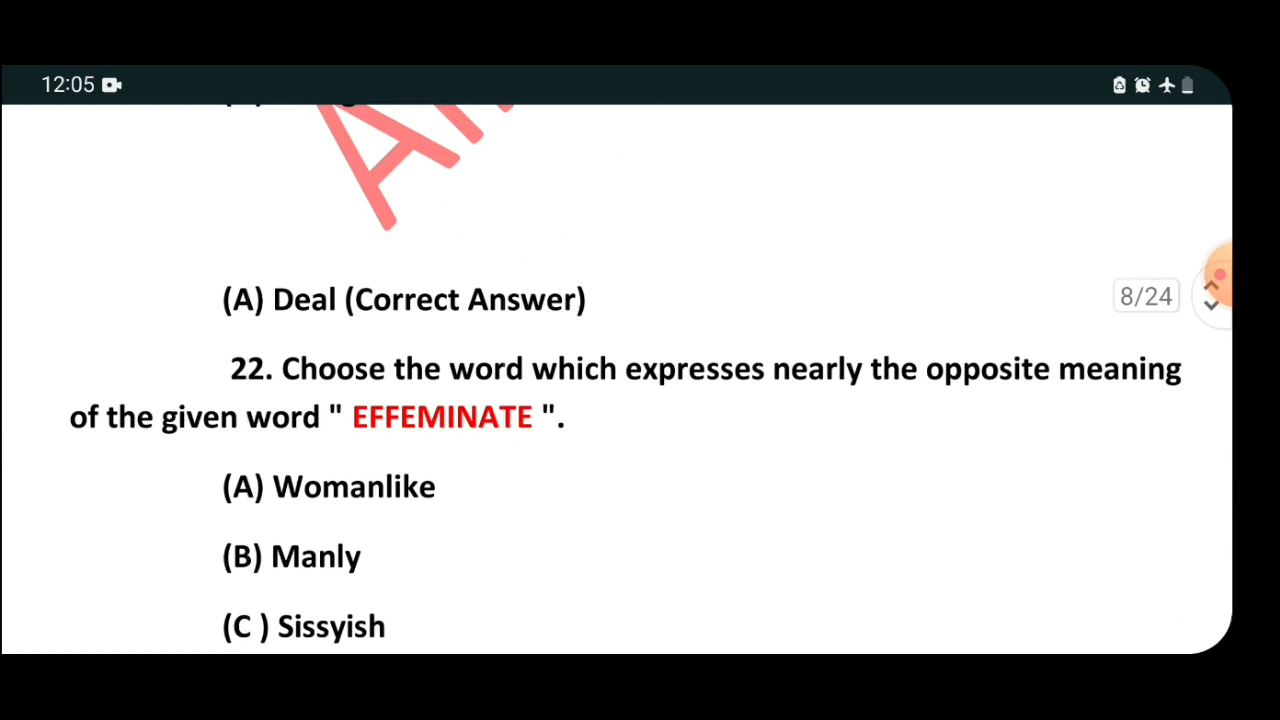 12:05
(A) Deal (Correct Answer)
8/24
22. Choose the word which expresses nearly the opposite meaning
of the given word " EFFEMINATE ".
(A) Womanlike
(B) Manly
(C ) Sissyish